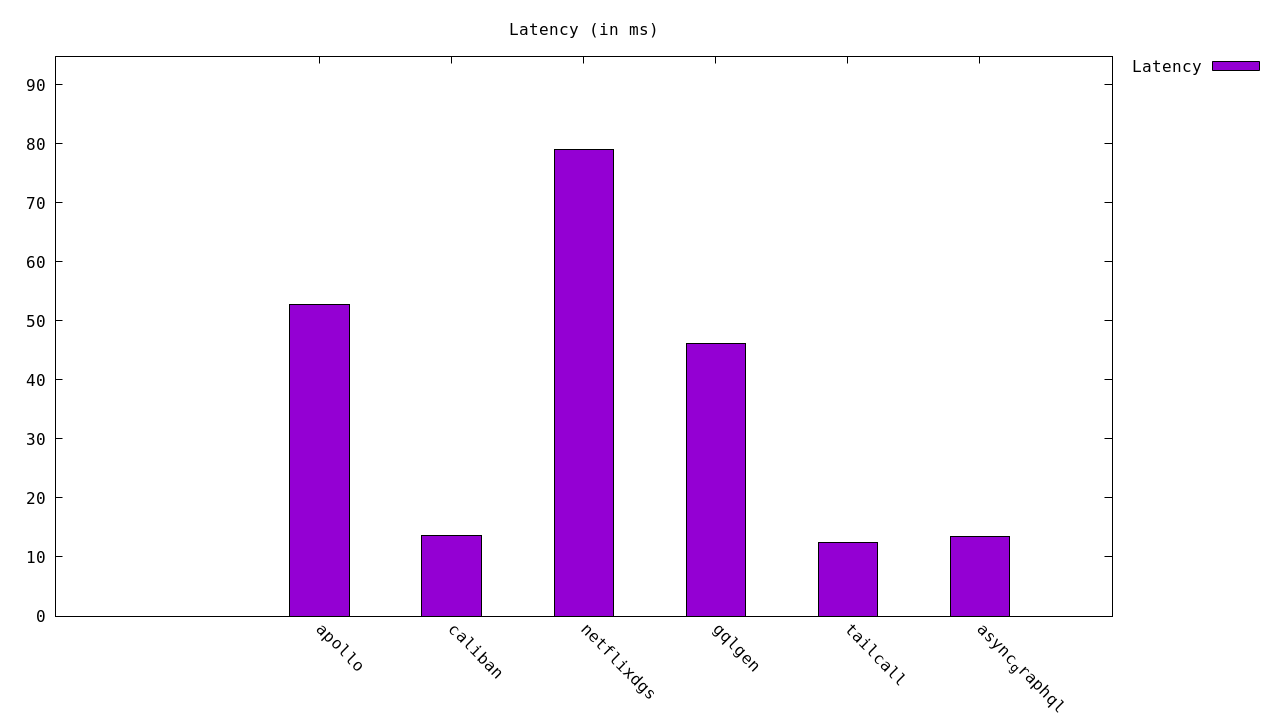 Latency (in ms)
Latency
90
80
70
60
50
40
30
20
10
0
apollo
caliban
netflixdgs
gqlgen
tailcall
asyncgraphql